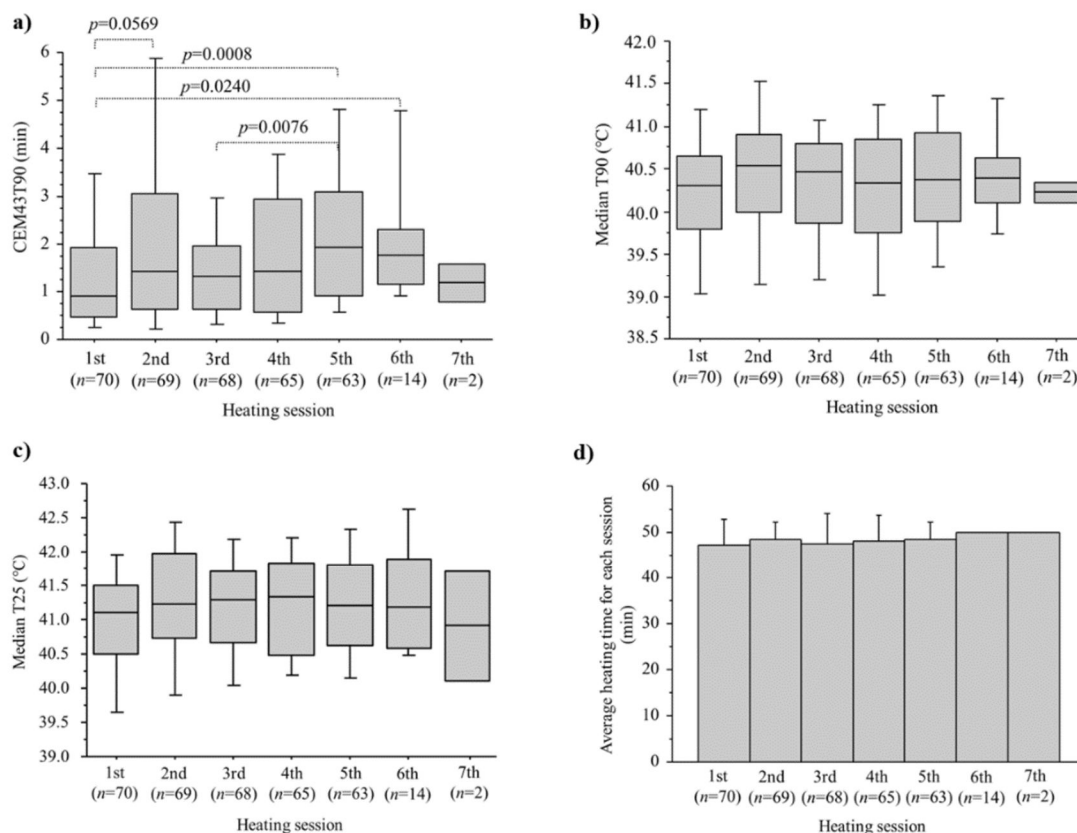 a)
p=0.0569
p=0.0008
p=0.0240
p=0.0076
CEM43T90 (min)
6
5
4
3
2
1
0
1st 2nd 3rd 4th 5th 6th 7th
(n=70) (n=69) (n=68) (n=65) (n=63) (n=14) (n=2)
Heating session
b)
Median T90 (°C)
42.0
41.5
41.0
40.5
40.0
39.5
39.0
38.5
1st 2nd 3rd 4th 5th 6th 7th
(n=70) (n=69) (n=68) (n=65) (n=63) (n=14) (n=2)
Heating session
c)
Median T25 (°C)
43.0
42.5
42.0
41.5
41.0
40.5
40.0
39.5
39.0
1st 2nd 3rd 4th 5th 6th 7th
(n=70) (n=69) (n=68) (n=65) (n=63) (n=14) (n=2)
Heating session
d)
Average heating time for each session
(min)
60
50
40
30
20
10
0
1st 2nd 3rd 4th 5th 6th 7th
(n=70) (n=69) (n=68) (n=65) (n=63) (n=14) (n=2)
Heating session